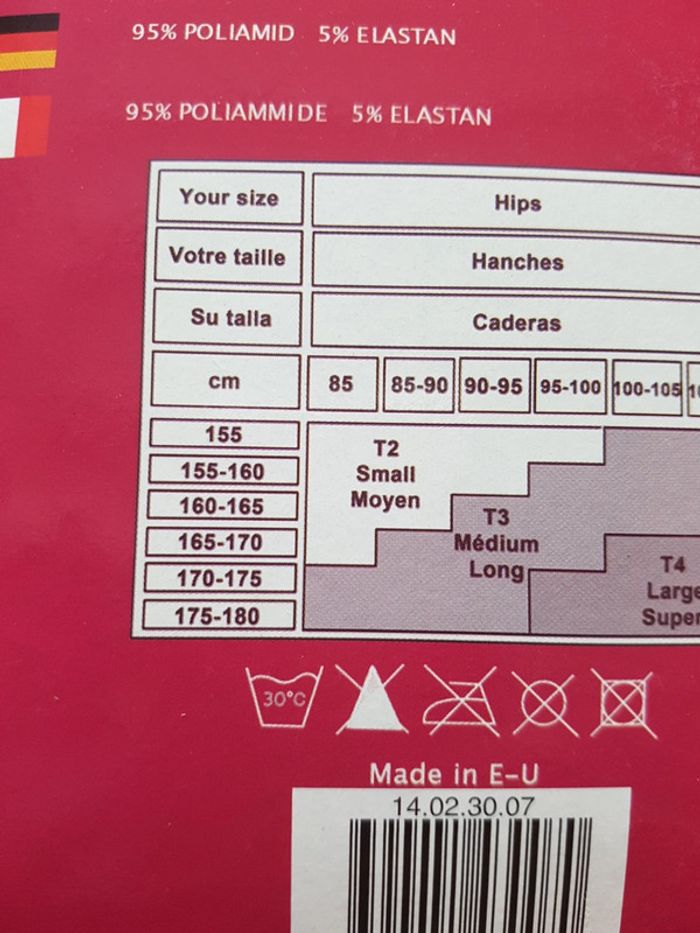 95% POLIAMID 5% ELASTAN
95% POLIAMMIDE 5% ELASTAN
Your size Hips
Votre taille Hanches
Su talla Caderas
cm 85 85-90 90-95 95-100 100-105
155
155-160
160-165
165-170
170-175
175-180
T2
Small
Moyen
T3
Médium
Long
T4
Large
Super
30°C
Made in E-U
14.02.30.07